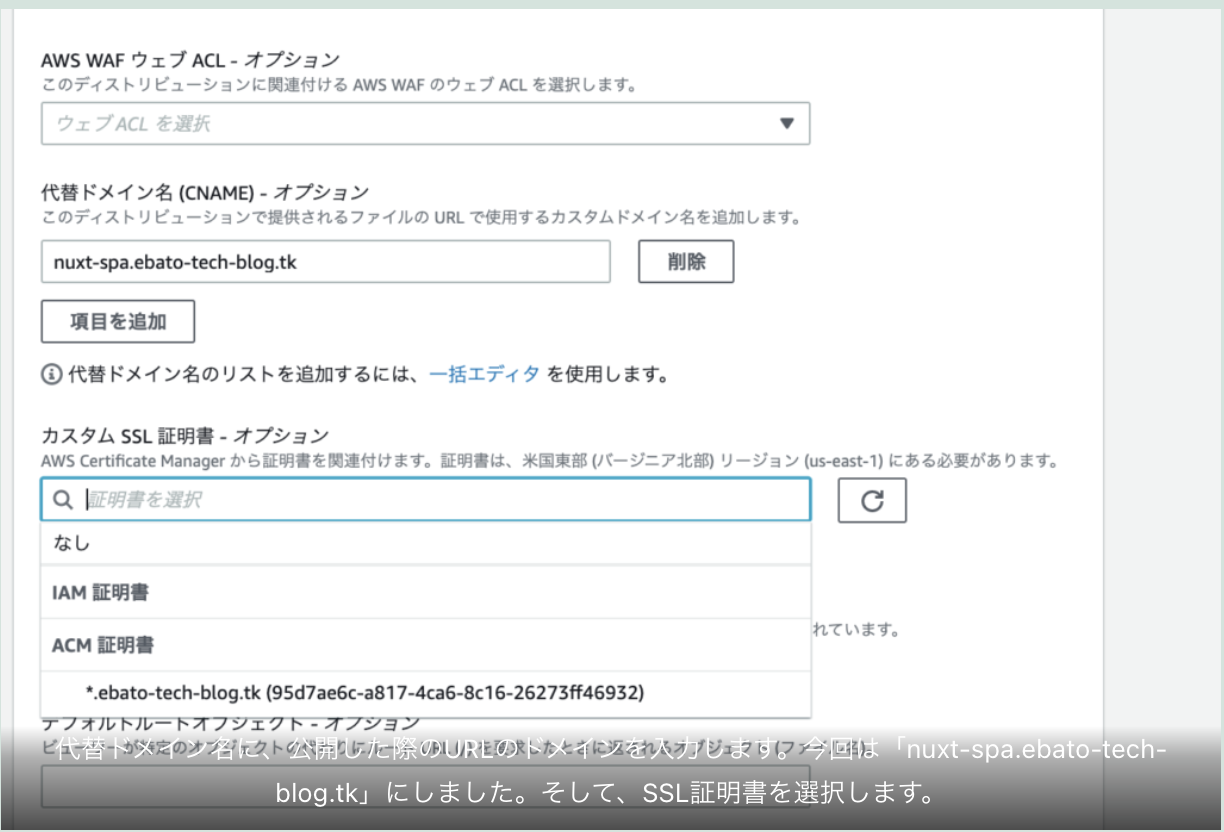 AWS WAF ウェブ ACL - オプション
このディストリビューションに関連付ける AWS WAF のウェブ ACL を選択します。
ウェブ ACL を選択
代替ドメイン名 (CNAME) - オプション
このディストリビューションで提供されるファイルの URL で使用するカスタムドメイン名を追加します。
nuxt-spa.ebato-tech-blog.tk
削除
項目を追加
代替ドメイン名のリストを追加するには、一括エディタ を使用します。
カスタム SSL 証明書 - オプション
AWS Certificate Manager から証明書を関連付けます。証明書は、米国東部 (バージニア北部) リージョン (us-east-1) にある必要があります。
証明書を選択
なし
IAM 証明書
ACM 証明書
れています。
*.ebato-tech-blog.tk (95d7ae6c-a817-4ca6-8c16-26273ff46932)
デフォルトルートオブジェクト - オプション
代替ドメイン名に、公開した際のURLのドメインを入力します。今回は「nuxt-spa.ebato-tech-
blog.tk」にしました。そして、SSL証明書を選択します。